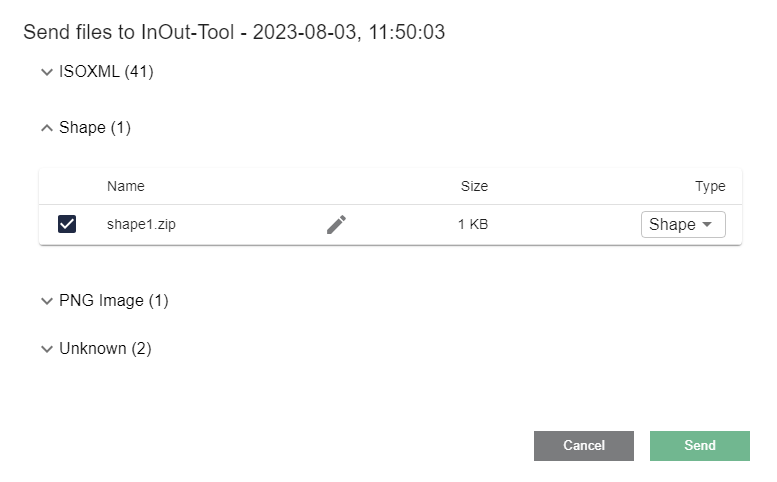 Send files to InOut-Tool - 2023-08-03, 11:50:03
ISOXML (41)
Shape (1)
Name Size Type
shape1.zip 1 KB Shape
PNG Image (1)
Unknown (2)
Cancel Send